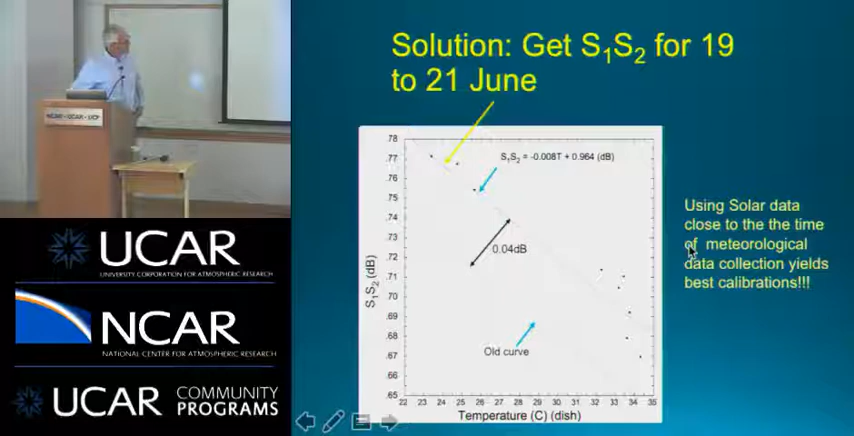 Solution: Get S₁S₂ for 19
to 21 June
NCAR-UCAR-UCP
.78
.77
.76
.75
.74
.73
.72
.71
.70
.69
.68
.67
.66
.65
S₁S₂ (dB)
S₁S₂ = -0.008T + 0.964 (dB)
0.04dB
Old curve
22 23 24 25 26 27 28 29 30 31 32 33 34 35
Temperature (C) (dish)
Using Solar data
close to the the time
of meteorological
data collection yields
best calibrations!!!
UCAR
UNIVERSITY CORPORATION FOR ATMOSPHERIC RESEARCH
NCAR
NATIONAL CENTER FOR ATMOSPHERIC RESEARCH
UCAR COMMUNITY
PROGRAMS